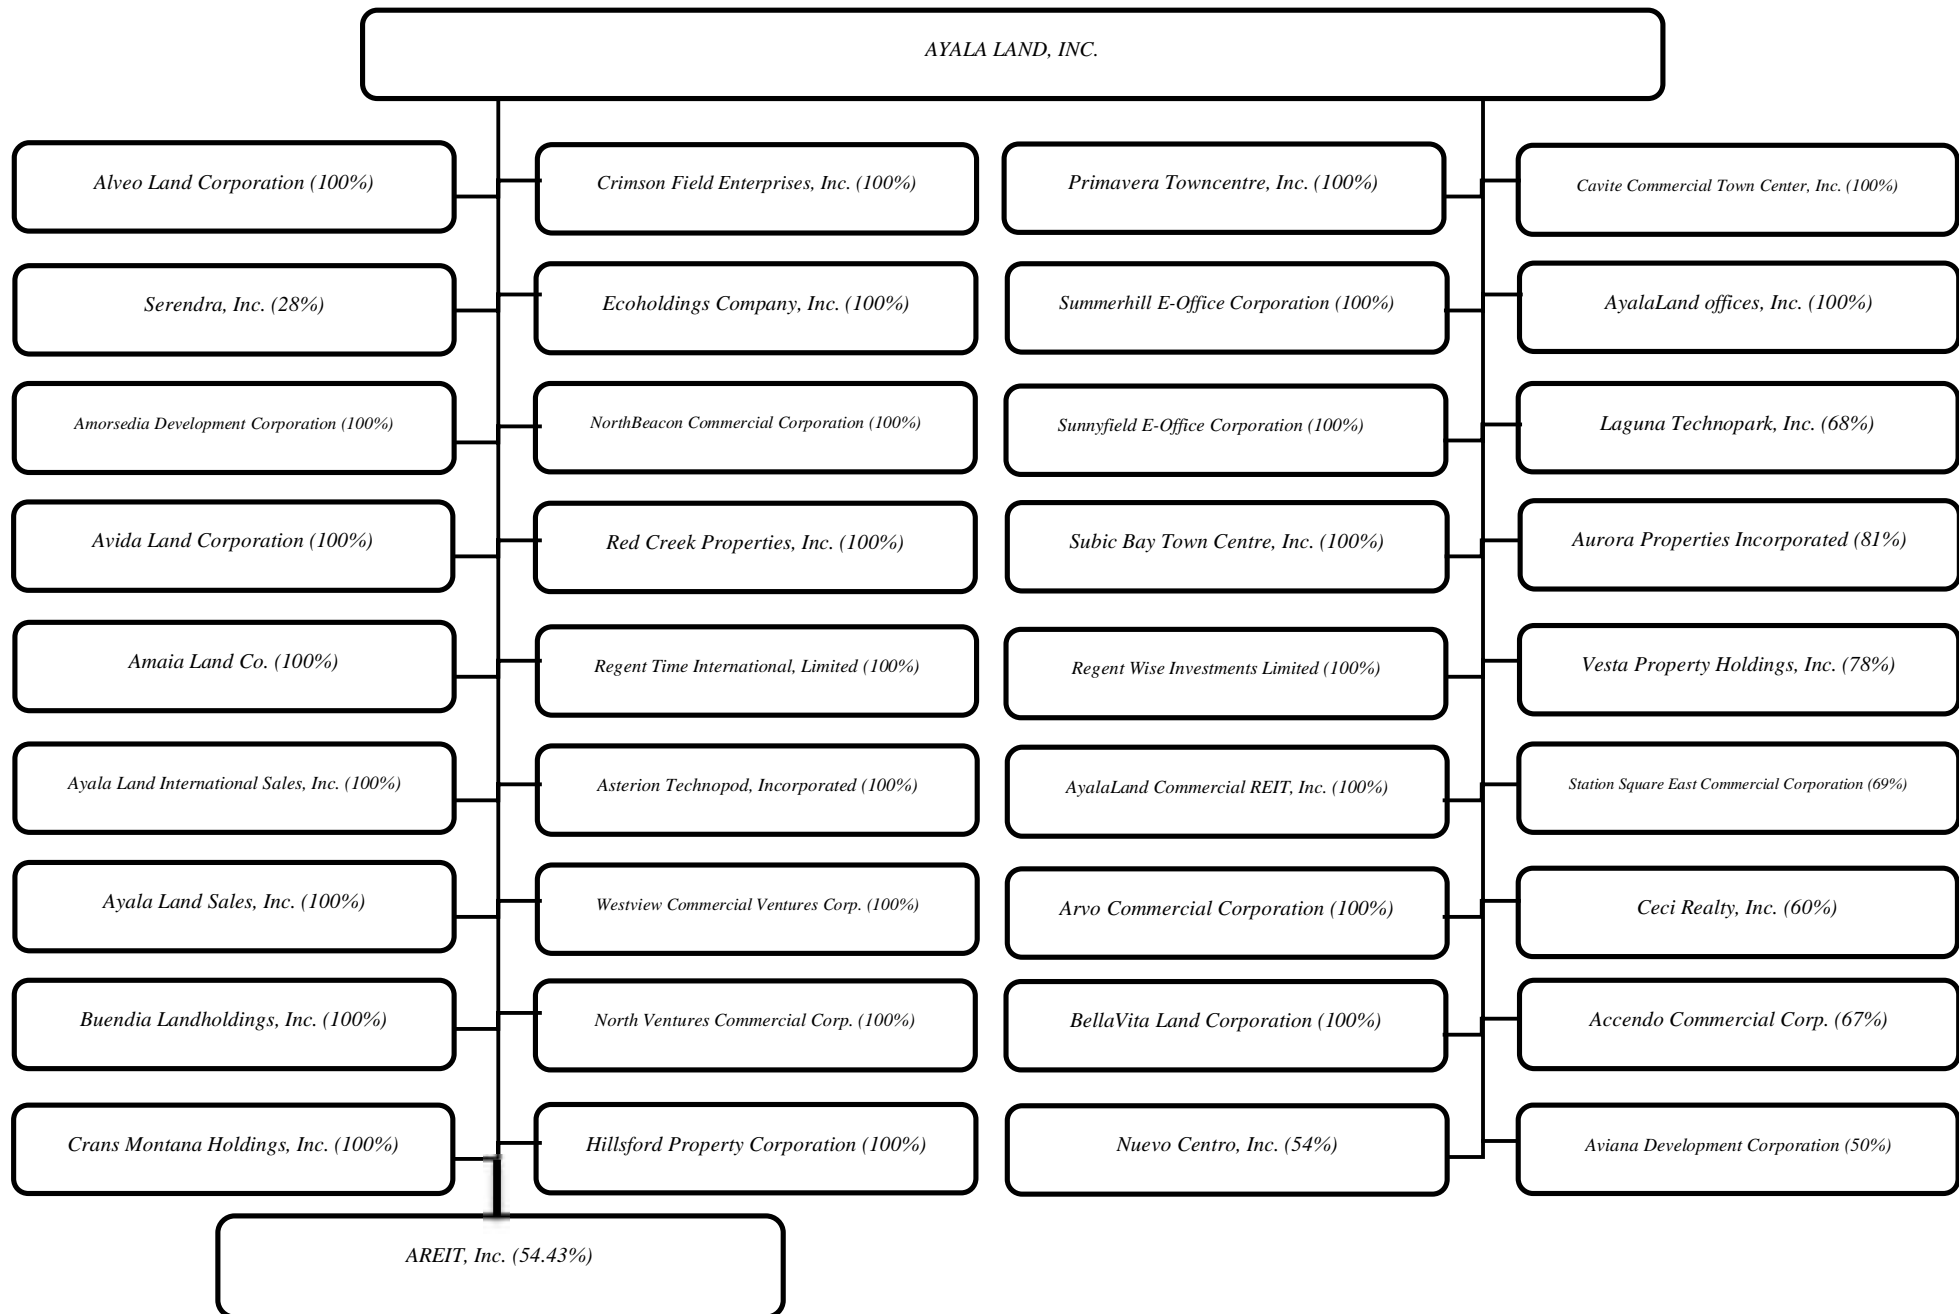 AYALA LAND, INC.
Alveo Land Corporation (100%)
Crimson Field Enterprises, Inc. (100%)
Primavera Towncentre, Inc. (100%)
Cavite Commercial Town Center, Inc. (100%)
Serendra, Inc. (28%)
Ecoholdings Company, Inc. (100%)
Summerhill E-Office Corporation (100%)
AyalaLand offices, Inc. (100%)
Amorsedia Development Corporation (100%)
NorthBeacon Commercial Corporation (100%)
Sunnyfield E-Office Corporation (100%)
Laguna Technopark, Inc. (68%)
Avida Land Corporation (100%)
Red Creek Properties, Inc. (100%)
Subic Bay Town Centre, Inc. (100%)
Aurora Properties Incorporated (81%)
Amaia Land Co. (100%)
Regent Time International, Limited (100%)
Regent Wise Investments Limited (100%)
Vesta Property Holdings, Inc. (78%)
Ayala Land International Sales, Inc. (100%)
Asterion Technopod, Incorporated (100%)
AyalaLand Commercial REIT, Inc. (100%)
Station Square East Commercial Corporation (69%)
Ayala Land Sales, Inc. (100%)
Westview Commercial Ventures Corp. (100%)
Arvo Commercial Corporation (100%)
Ceci Realty, Inc. (60%)
Buendia Landholdings, Inc. (100%)
North Ventures Commercial Corp. (100%)
BellaVita Land Corporation (100%)
Accendo Commercial Corp. (67%)
Crans Montana Holdings, Inc. (100%)
Hillsford Property Corporation (100%)
Nuevo Centro, Inc. (54%)
Aviana Development Corporation (50%)
AREIT, Inc. (54.43%)